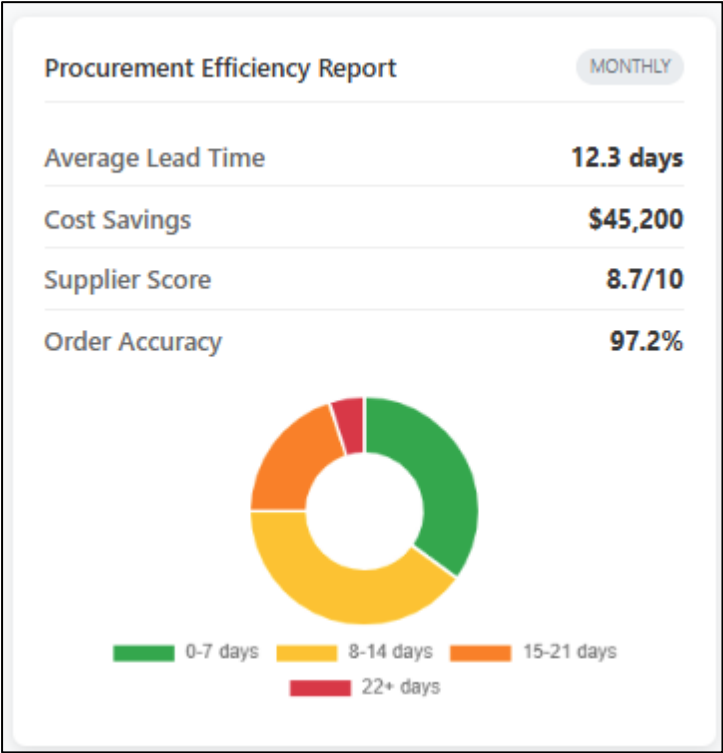 Procurement Efficiency Report MONTHLY
Average Lead Time 12.3 days
Cost Savings $45,200
Supplier Score 8.7/10
Order Accuracy 97.2%
0-7 days 8-14 days 15-21 days
22+ days